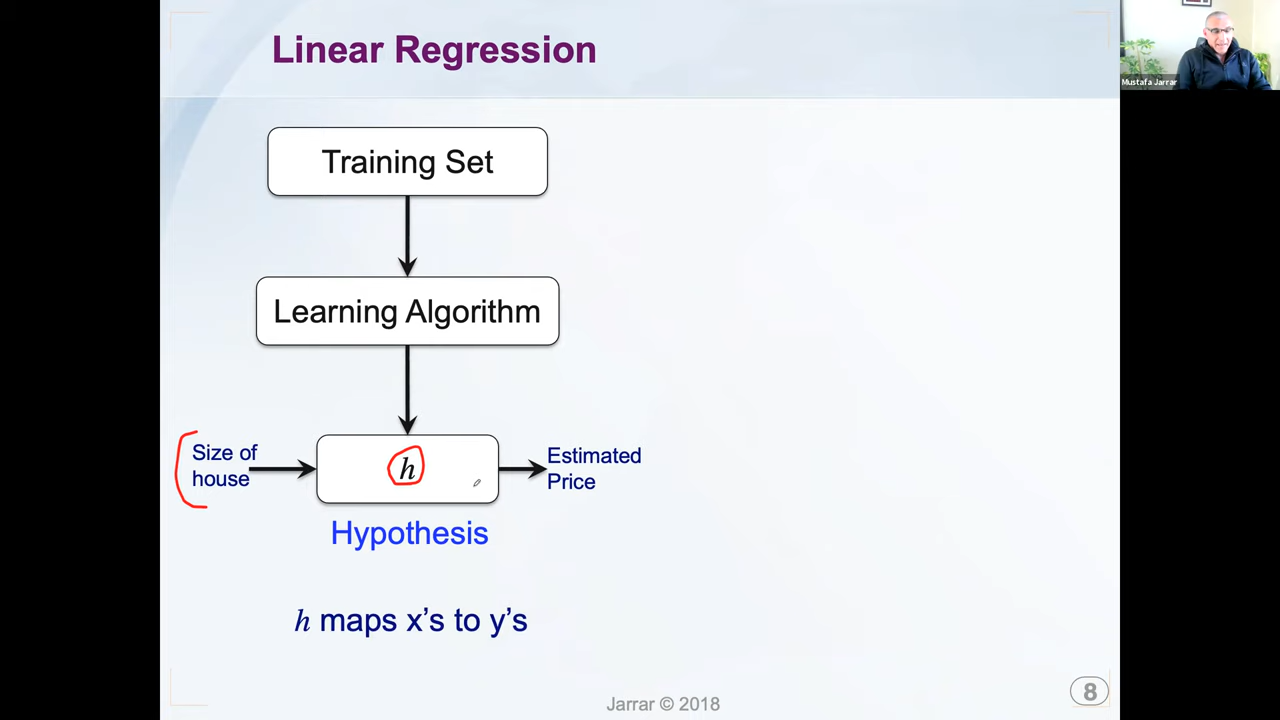 Linear Regression
Mustafa Jarrar
Training Set
Learning Algorithm
Size of
house
h
Estimated
Price
Hypothesis
h maps x’s to y’s
Jarrar © 2018
8